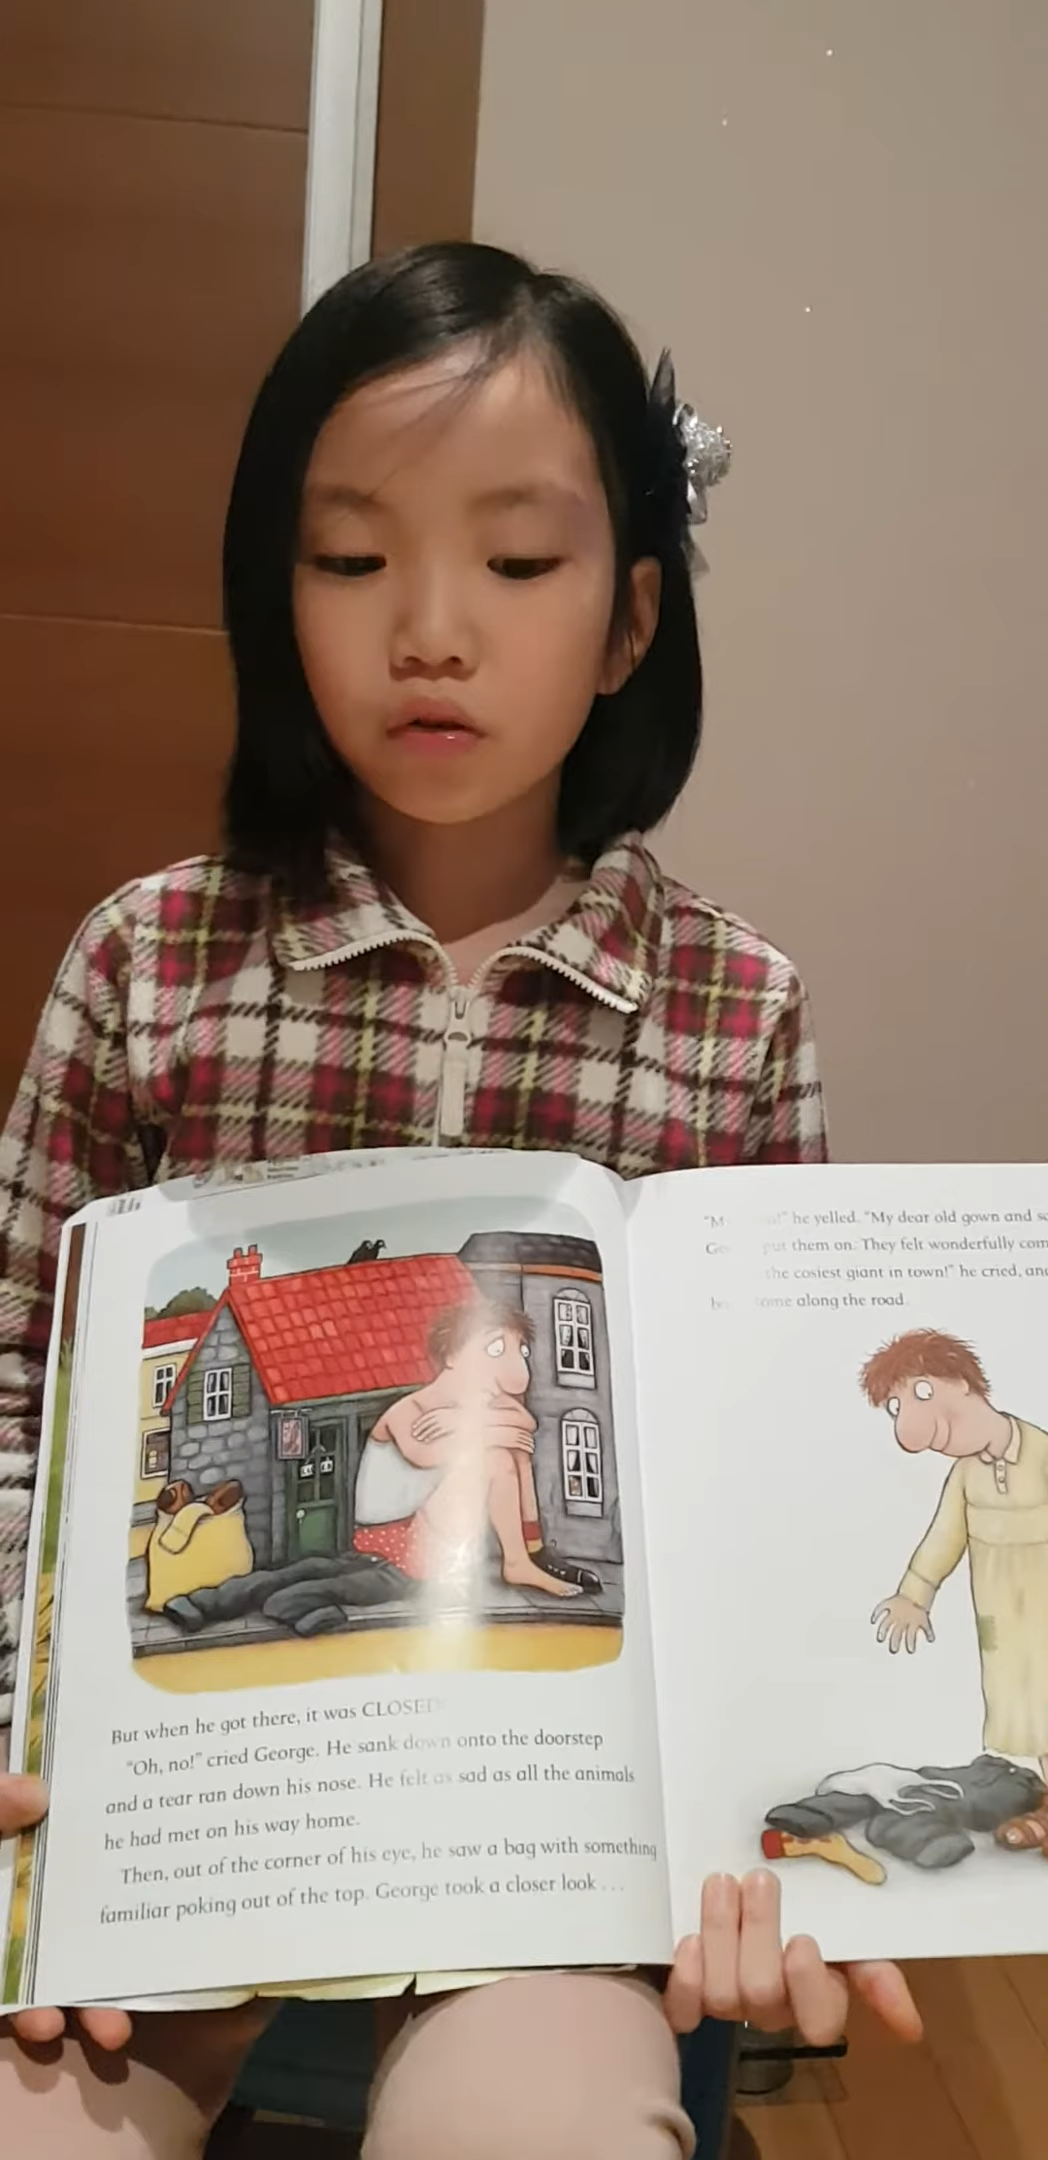 But when he got there, it was CLOSED
"Oh, no!" cried George. He sank down onto the doorstep
and a tear ran down his nose. He felt as sad as all the animals
he had met on his way home.
Then, out of the corner of his eye, he saw a bag with something
familiar poking out of the top. George took a closer look . . .
he yelled. "My dear old gown and
put them on. They felt wonderfully
the cosiest giant in town!" he cried,
along the road.